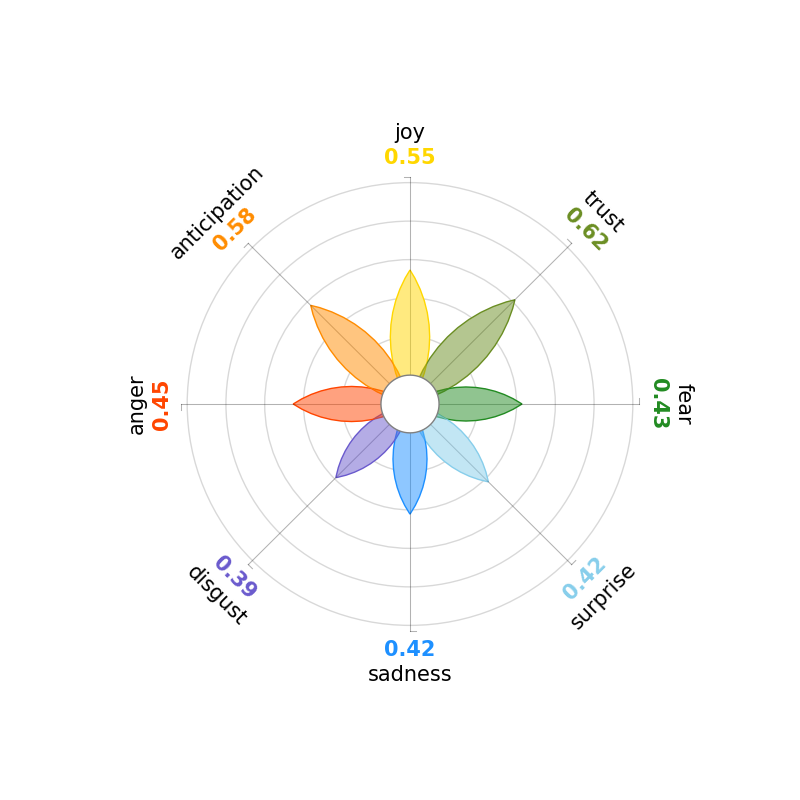 joy
0.55
anticipation
0.58
trust
0.62
anger
0.45
fear
0.43
disgust
0.39
surprise
0.42
0.42
sadness